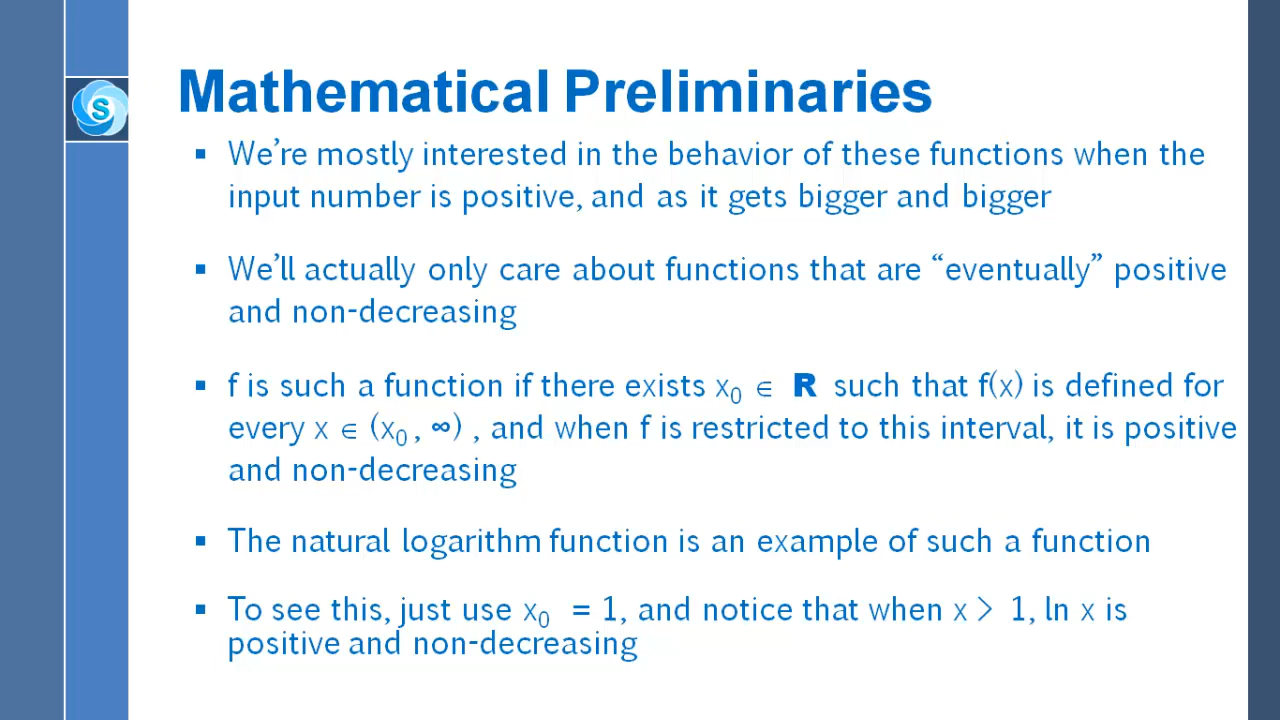 Mathematical Preliminaries
S
▪ We’re mostly interested in the behavior of these functions when the
input number is positive, and as it gets bigger and bigger
▪ We’ll actually only care about functions that are “eventually” positive
and non-decreasing
▪ f is such a function if there exists x₀ ∈ R such that f(x) is defined for
every x ∈ (x₀ , ∞) , and when f is restricted to this interval, it is positive
and non-decreasing
▪ The natural logarithm function is an example of such a function
▪ To see this, just use x₀ = 1, and notice that when x > 1, ln x is
positive and non-decreasing